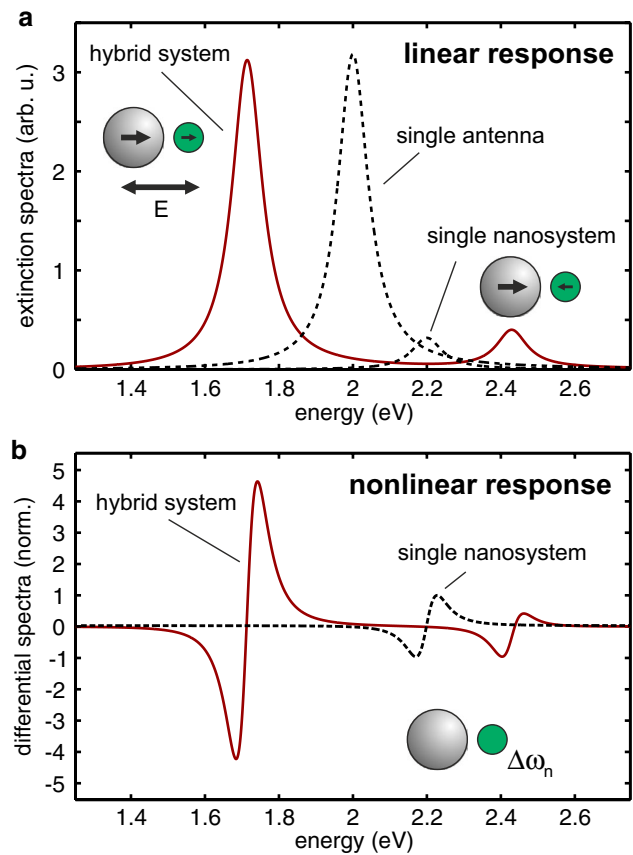 a
hybrid system
linear response
single antenna
E
single nanosystem
extinction spectra (arb. u.)
3
2
1
0
1.4 1.6 1.8 2 2.2 2.4 2.6
energy (eV)
b
nonlinear response
hybrid system
single nanosystem
differential spectra (norm.)
5
4
3
2
1
0
-1
-2
-3
-4
-5
Δωn
1.4 1.6 1.8 2 2.2 2.4 2.6
energy (eV)